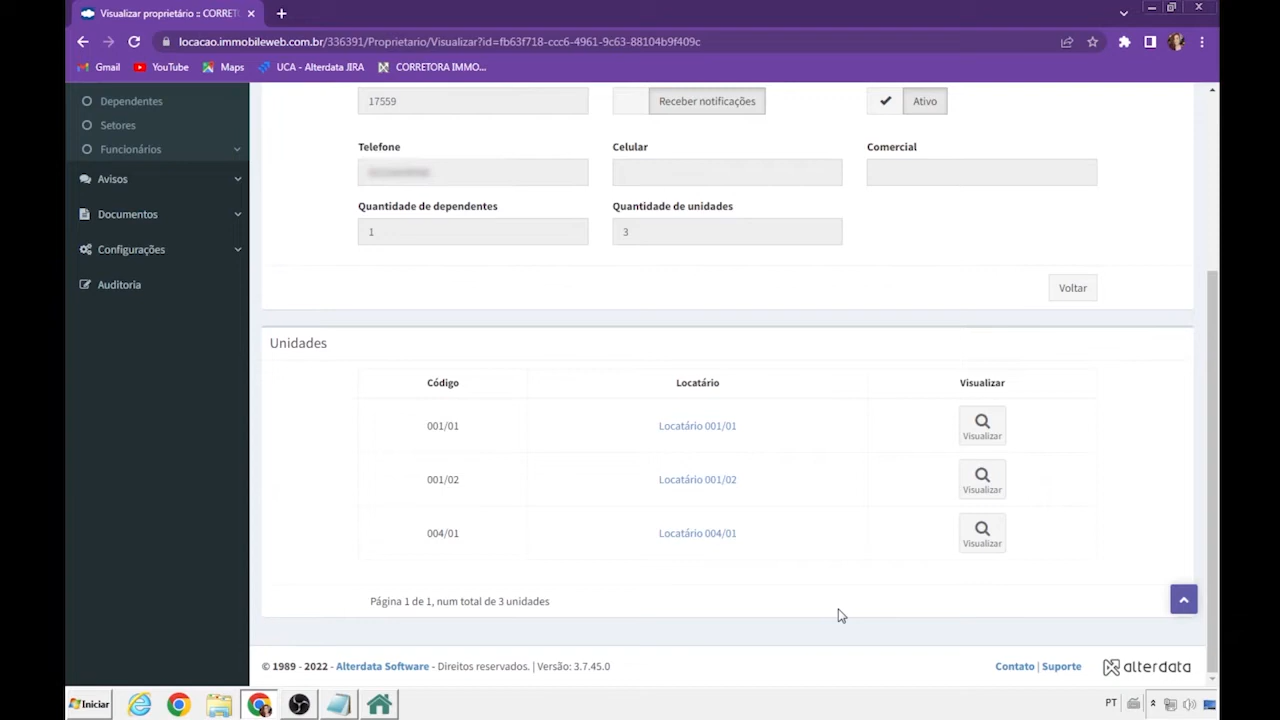 Visualizar proprietário :: CORRET
locacao.immobileweb.com.br/336391/Proprietario/Visualizar?id=fb63f718-ccc6-4961-9c63-88104b9f409c
Gmail YouTube Maps UCA - Alterdata JIRA CORRETORA IMMO...
Dependentes
Setores
Funcionários
Avisos
Documentos
Configurações
Auditoria
17559 Receber notificações Ativo
Telefone Celular Comercial
Quantidade de dependentes Quantidade de unidades
1 3
Voltar
Unidades
Código Locatário Visualizar
001/01 Locatário 001/01 Visualizar
001/02 Locatário 001/02 Visualizar
004/01 Locatário 004/01 Visualizar
Página 1 de 1, num total de 3 unidades
© 1989 - 2022 - Alterdata Software - Direitos reservados. | Versão: 3.7.45.0 Contato | Suporte alterdata
Iniciar PT